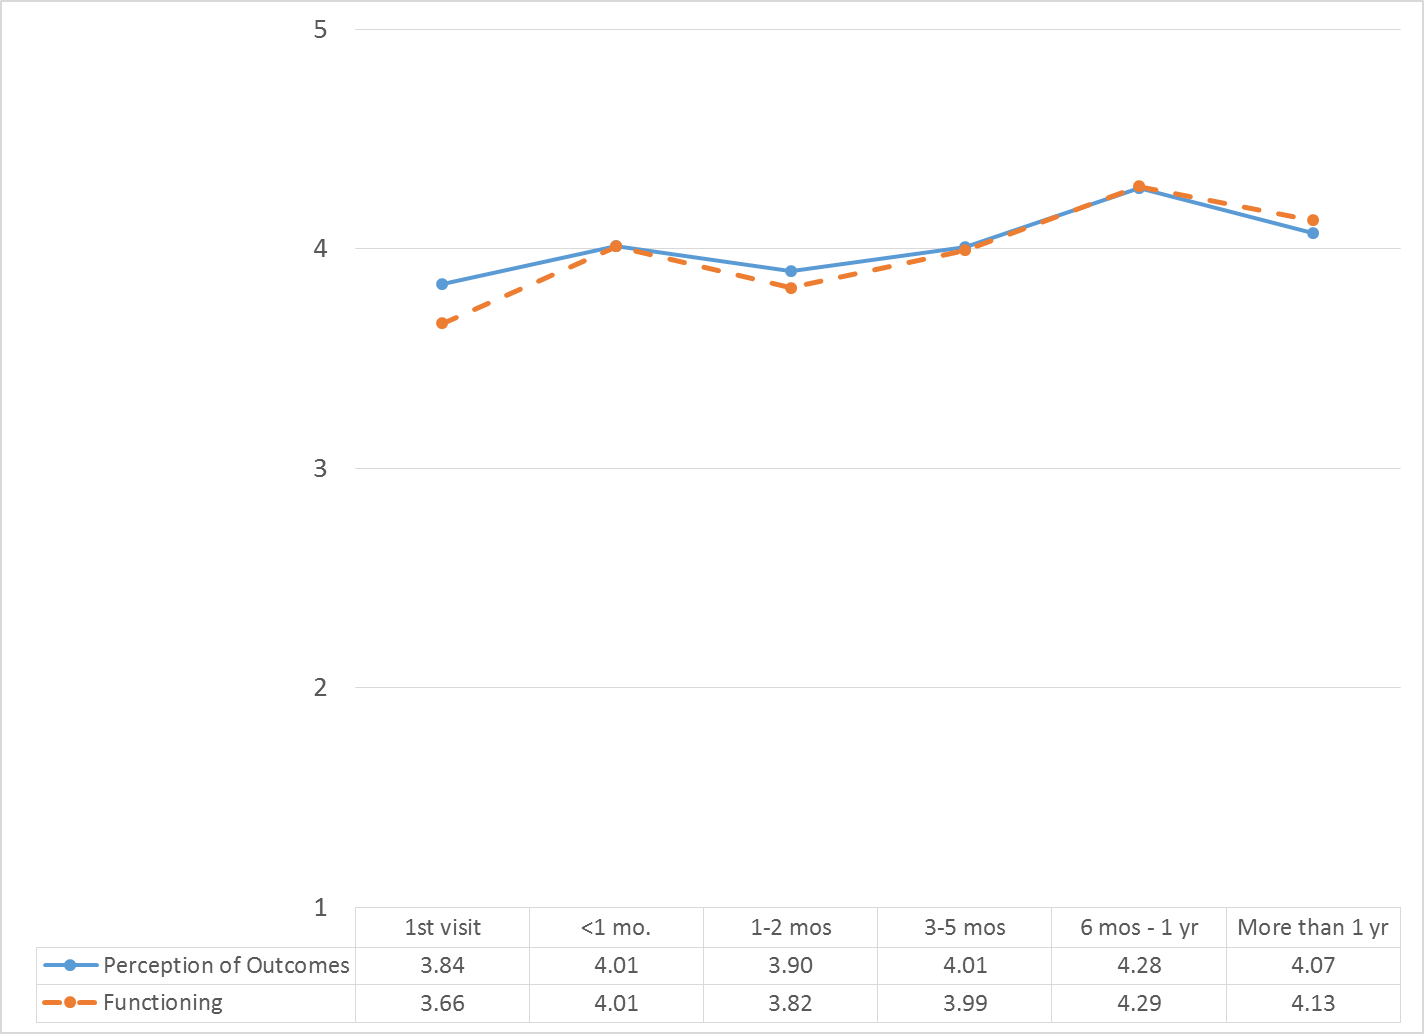 5
4
3
2
1
1st visit <1 mo. 1-2 mos 3-5 mos 6 mos - 1 yr More than 1 yr
Perception of Outcomes 3.84 4.01 3.90 4.01 4.28 4.07
Functioning 3.66 4.01 3.82 3.99 4.29 4.13